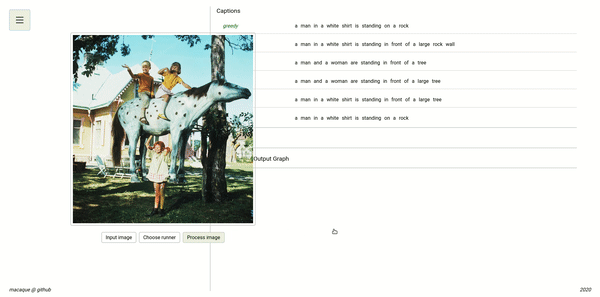 Captions
greedy a man in a white shirt is standing on a rock
a man in a white shirt is standing in front of a large rock wall
a man and a woman are standing in front of a tree
a man and a woman are standing in front of a large tree
a man in a white shirt is standing in front of a large tree
a man in a white shirt is standing on a rock
Output Graph
Input image Choose runner Process image
macaque @ github 2020